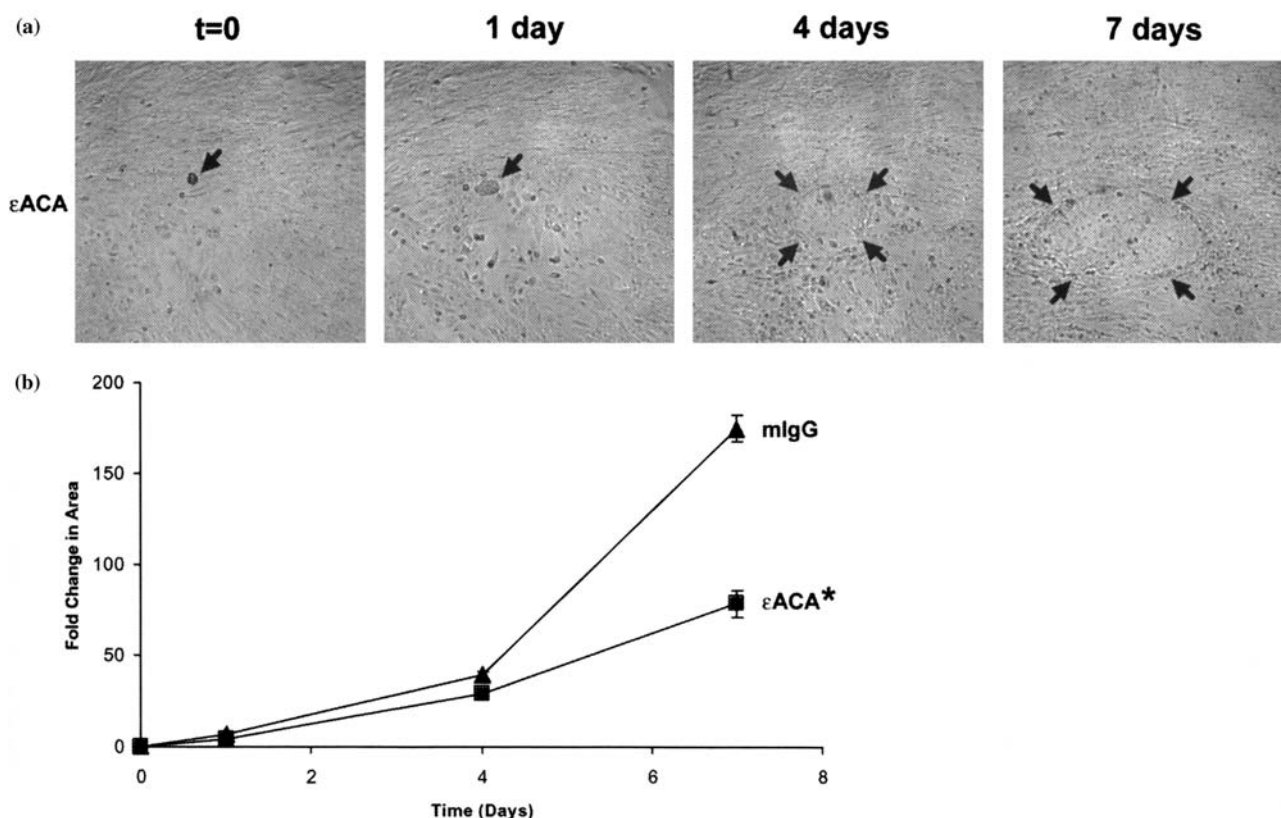 (a)
t=0 1 day 4 days 7 days
εACA
(b)
200
150
100
50
0
Fold Change in Area
mIgG
εACA*
0 2 4 6 8
Time (Days)